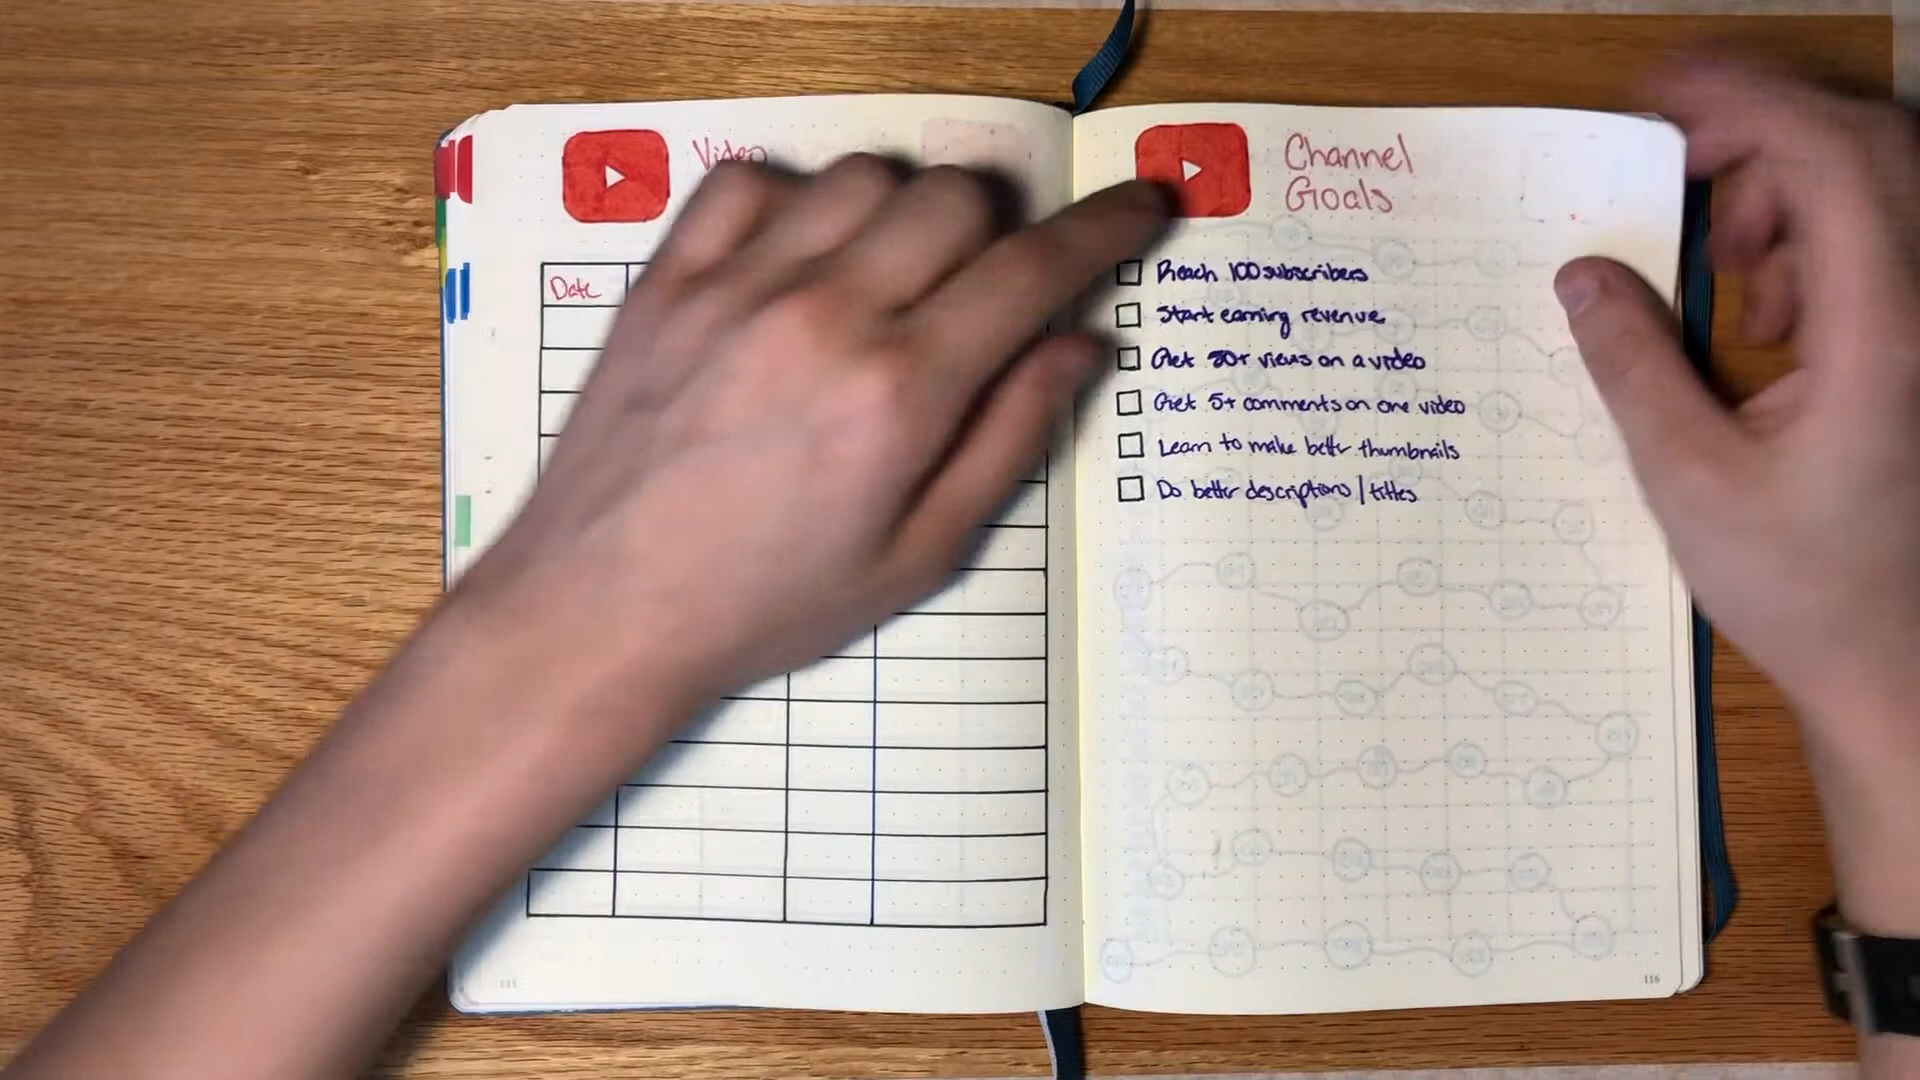 Video
Date
Channel
Goals
Reach 100 subscribers
Start earning revenue
Get 50+ views on a video
Get 5+ comments on one video
Learn to make better thumbnails
Do better descriptions / titles
116